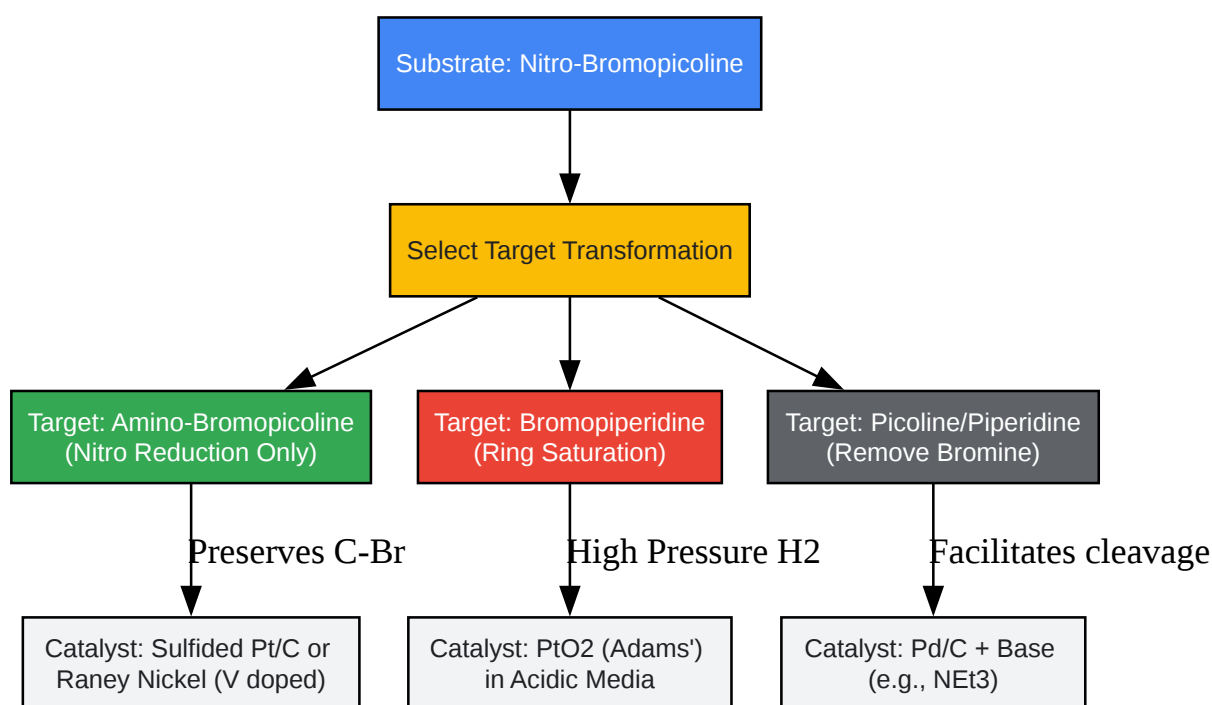 Substrate: Nitro-Bromopicoline
Select Target Transformation
Target: Amino-Bromopicoline
(Nitro Reduction Only)
Target: Bromopiperidine
(Ring Saturation)
Target: Picoline/Piperidine
(Remove Bromine)
Preserves C-Br
High Pressure H2
Facilitates cleavage
Catalyst: Sulfided Pt/C or
Raney Nickel (V doped)
Catalyst: PtO2 (Adams')
in Acidic Media
Catalyst: Pd/C + Base
(e.g., NEt3)